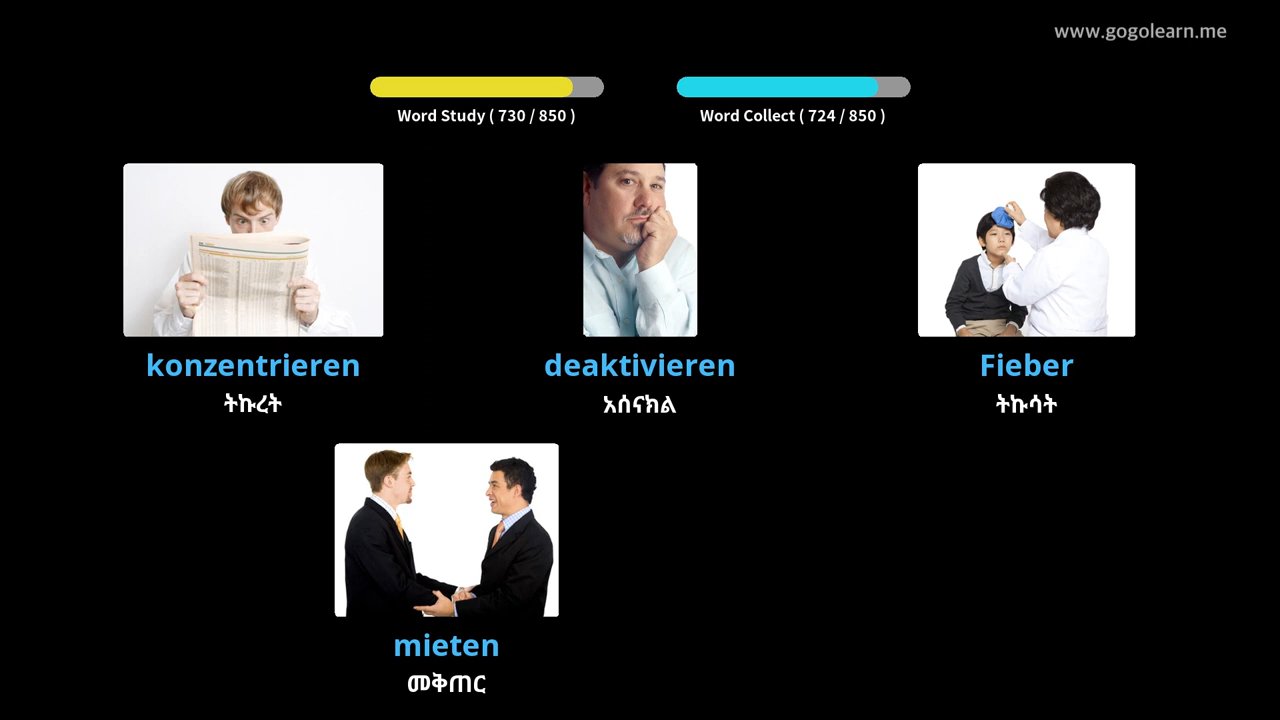 www.gogolearn.me
Word Study ( 730 / 850 )
Word Collect ( 724 / 850 )
konzentrieren
ትኩረት
deaktivieren
አሰናክል
Fieber
ትኩሳት
mieten
መቅጠር